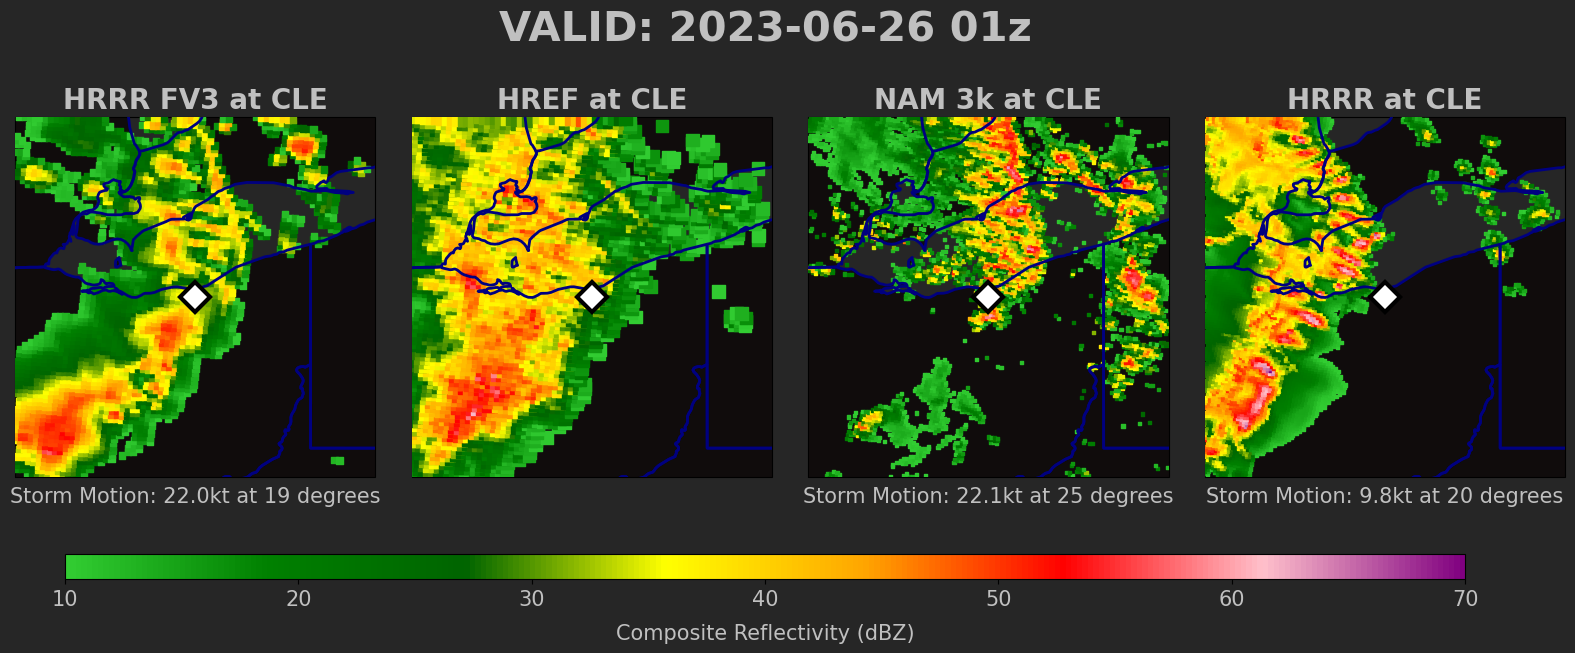 VALID: 2023-06-26 01z
HRRR FV3 at CLE
HREF at CLE
NAM 3k at CLE
HRRR at CLE
Storm Motion: 22.0kt at 19 degrees
Storm Motion: 22.1kt at 25 degrees
Storm Motion: 9.8kt at 20 degrees
10 20 30 40 50 60 70
Composite Reflectivity (dBZ)